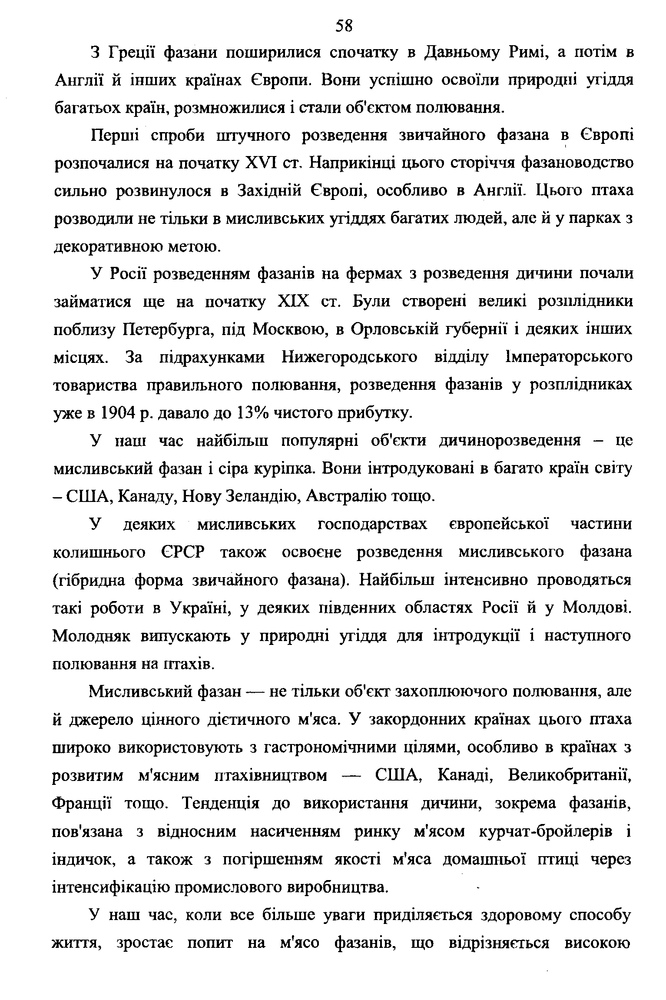 58
З Греції фазани поширилися спочатку в Давньому Римі, а потім в
Англії й інших країнах Європи. Вони успішно освоїли природні угіддя
багатьох країн, розмножилися і стали об'єктом полювання.
Перші спроби штучного розведення звичайного фазана в Європі
розпочалися на початку XVI ст. Наприкінці цього сторіччя фазановодство
сильно розвинулося в Західній Європі, особливо в Англії. Цього птаха
розводили не тільки в мисливських угіддях багатих людей, але й у парках з
декоративною метою.
У Росії розведенням фазанів на фермах з розведення дичини почали
займатися ще на початку XIX ст. Були створені великі розплідники
поблизу Петербурга, під Москвою, в Орловській губернії і деяких інших
місцях. За підрахунками Нижегородського відділу Імператорського
товариства правильного полювання, розведення фазанів у розплідниках
уже в 1904 р. давало до 13% чистого прибутку.
У наш час найбільш популярні об'єкти дичинорозведення – це
мисливський фазан і сіра куріпка. Вони інтродуковані в багато країн світу
– США, Канаду, Нову Зеландію, Австралію тощо.
У деяких мисливських господарствах європейської частини
колишнього ЄРСР також освоєне розведення мисливського фазана
(гібридна форма звичайного фазана). Найбільш інтенсивно проводяться
такі роботи в Україні, у деяких південних областях Росії й у Молдові.
Молодняк випускають у природні угіддя для інтродукції і наступного
полювання на птахів.
Мисливський фазан — не тільки об'єкт захоплюючого полювання, але
й джерело цінного дієтичного м'яса. У закордонних країнах цього птаха
широко використовують з гастрономічними цілями, особливо в країнах з
розвитим м'ясним птахівництвом — США, Канаді, Великобританії,
Франції тощо. Тенденція до використання дичини, зокрема фазанів,
пов'язана з відносним насиченням ринку м'ясом курчат-бройлерів і
індичок, а також з погіршенням якості м'яса домашньої птиці через
інтенсифікацію промислового виробництва.
У наш час, коли все більше уваги приділяється здоровому способу
життя, зростає попит на м'ясо фазанів, що відрізняється високою